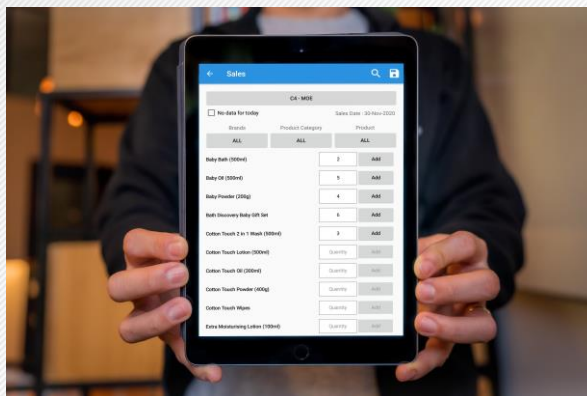 Sales
C4 - MOE
No data for today Sales Date : 30-Nov-2020
Brands Product Category Product
ALL ALL ALL
Baby Bath (500ml) 2 Add
Baby Oil (500ml) 5 Add
Baby Powder (250g) 4 Add
Bath Discovery Baby Gift Set 6 Add
Cotton Touch 2 in 1 Wash (500ml) 3 Add
Cotton Touch Lotion (500ml) Quantity Add
Cotton Touch Oil (300ml) Quantity Add
Cotton Touch Powder (400g) Quantity Add
Cotton Touch Wipes Quantity Add
Extra Moisturising Lotion (100ml) Quantity Add